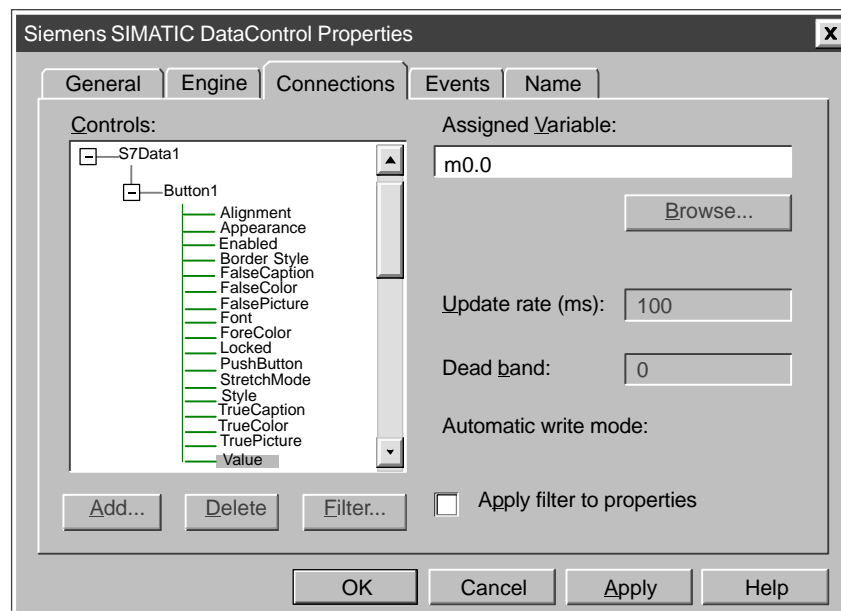 Siemens SIMATIC DataControl Properties
X
General Engine Connections Events Name
Controls:
S7Data1
Button1
Alignment
Appearance
Enabled
Border Style
FalseCaption
FalseColor
FalsePicture
Font
ForeColor
Locked
PushButton
StretchMode
Style
TrueCaption
TrueColor
TruePicture
Value
Add... Delete Filter...
Assigned Variable:
m0.0
Browse...
Update rate (ms): 100
Dead band: 0
Automatic write mode:
Apply filter to properties
OK Cancel Apply Help